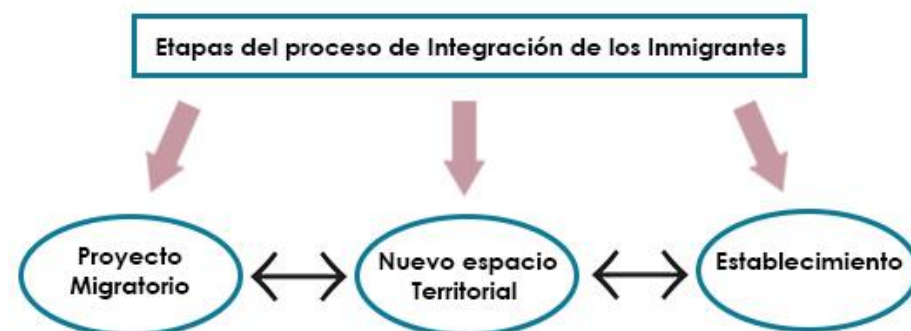 Etapas del proceso de Integración de los Inmigrantes
Proyecto
Migratorio
Nuevo espacio
Territorial
Establecimiento